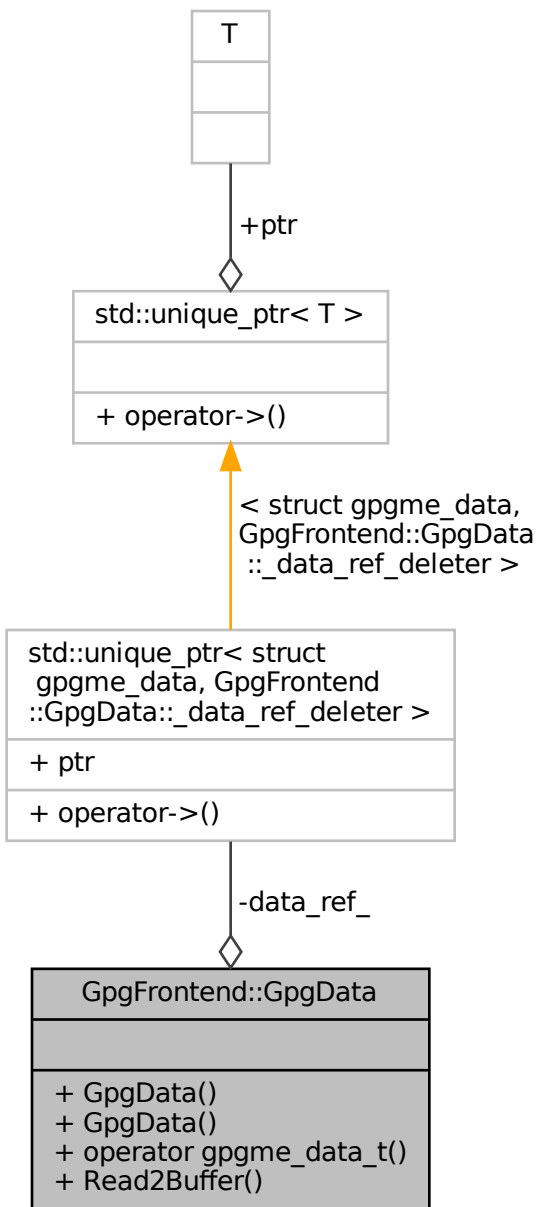 T
+ptr
std::unique_ptr< T >
+ operator->()
< struct gpgme_data,
GpgFrontend::GpgData
::_data_ref_deleter >
std::unique_ptr< struct
gpgme_data, GpgFrontend
::GpgData::_data_ref_deleter >
+ ptr
+ operator->()
-data_ref_
GpgFrontend::GpgData
+ GpgData()
+ GpgData()
+ operator gpgme_data_t()
+ Read2Buffer()